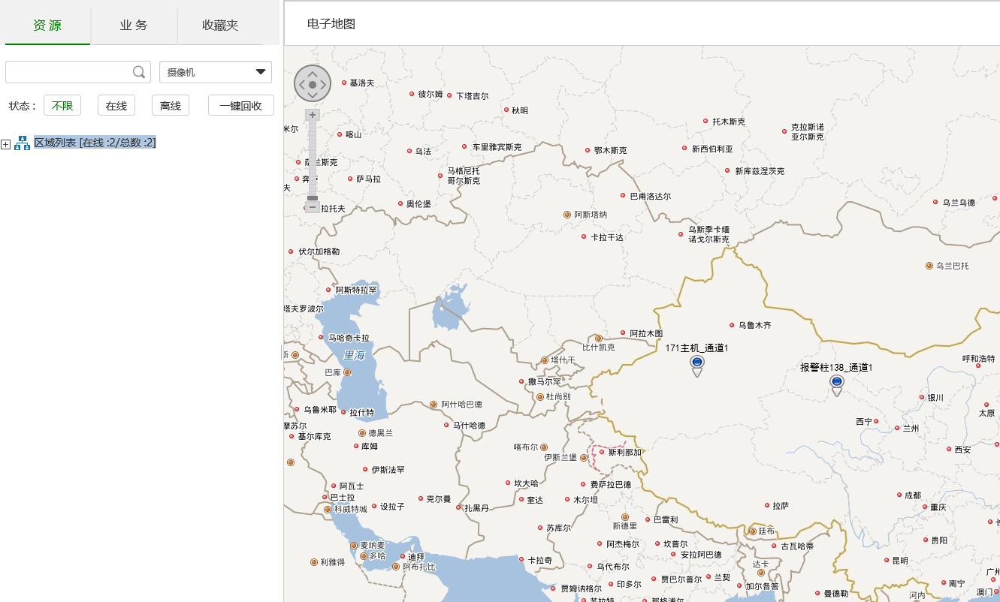 资源
业务
收藏夹
电子地图
摄像机
状态：
不限
在线
离线
一键回收
区域列表 [在线 :2/总数 :2]
基洛夫
彼尔姆
下塔吉尔
秋明
托木斯克
克拉斯诺
亚尔斯克
米尔
喀山
乌法
车里雅宾斯克
鄂木斯克
新西伯利亚
萨兰斯克
马格尼托
哥尔斯克
新库兹涅茨克
奔萨
萨马拉
夫
巴甫洛达尔
乌兰乌德
拉托夫
奥伦堡
阿斯塔纳
卡拉干达
乌斯季卡缅
诺戈尔斯克
伏尔加格勒
乌兰巴托
阿斯特拉罕
塔夫罗波尔
乌鲁木齐
阿拉木图
马哈奇卡拉
比什凯克
171主机_通道1
里海
斯
塔什干
呼和浩特
报警柱138_通道1
巴库
撒马尔罕
杜尚别
银川
阿什哈巴德
乌鲁米耶
拉什特
太原
西宁
兰州
摩苏尔
马什哈德
基尔库克
德黑兰
库姆
喀布尔
伊斯兰堡
斯利那加
西安
伊斯法罕
阿瓦士
坎大哈
费萨拉巴德
巴士拉
克尔曼
奎达
木尔坦
成都
科威特城
设拉子
扎黑丹
拉萨
重庆
新德里
巴雷利
苏库尔
廷布
贵阳
麦纳麦
阿杰梅尔
坎普尔
古瓦哈蒂
多哈
迪拜
安拉阿巴德
利雅得
阿布扎比
卡拉奇
乌代布尔
达卡
昆明
广州
贾巴尔普尔
兰契
印多尔
加尔各答
南宁
贾姆讷格尔
曼德勒
河内
澳门
苏拉特
那格浦尔